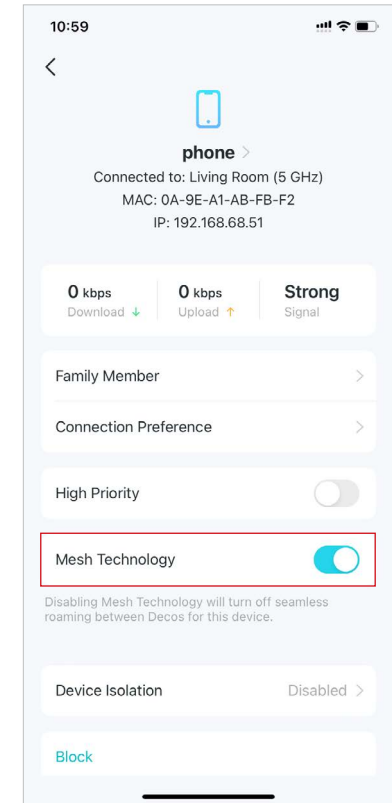 10:59
phone
Connected to: Living Room (5 GHz)
MAC: 0A-9E-A1-AB-FB-F2
IP: 192.168.68.51
0 kbps 0 kbps Strong
Download ↓ Upload ↑ Signal
Family Member
Connection Preference
High Priority
Mesh Technology
Disabling Mesh Technology will turn off seamless
roaming between Decos for this device.
Device Isolation Disabled
Block